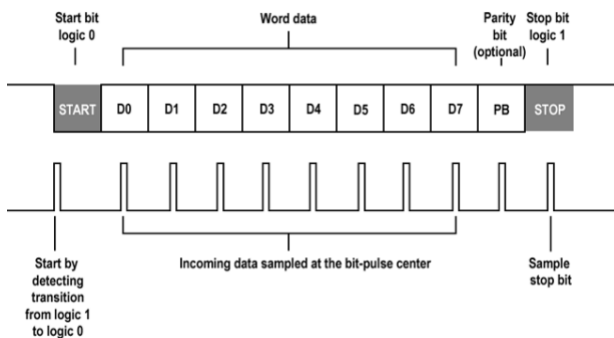 Start bit
logic 0
Word data
Parity
bit
(optional)
Stop bit
logic 1
START D0 D1 D2 D3 D4 D5 D6 D7 PB STOP
Start by
detecting
transition
from logic 1
to logic 0
Incoming data sampled at the bit-pulse center
Sample
stop bit